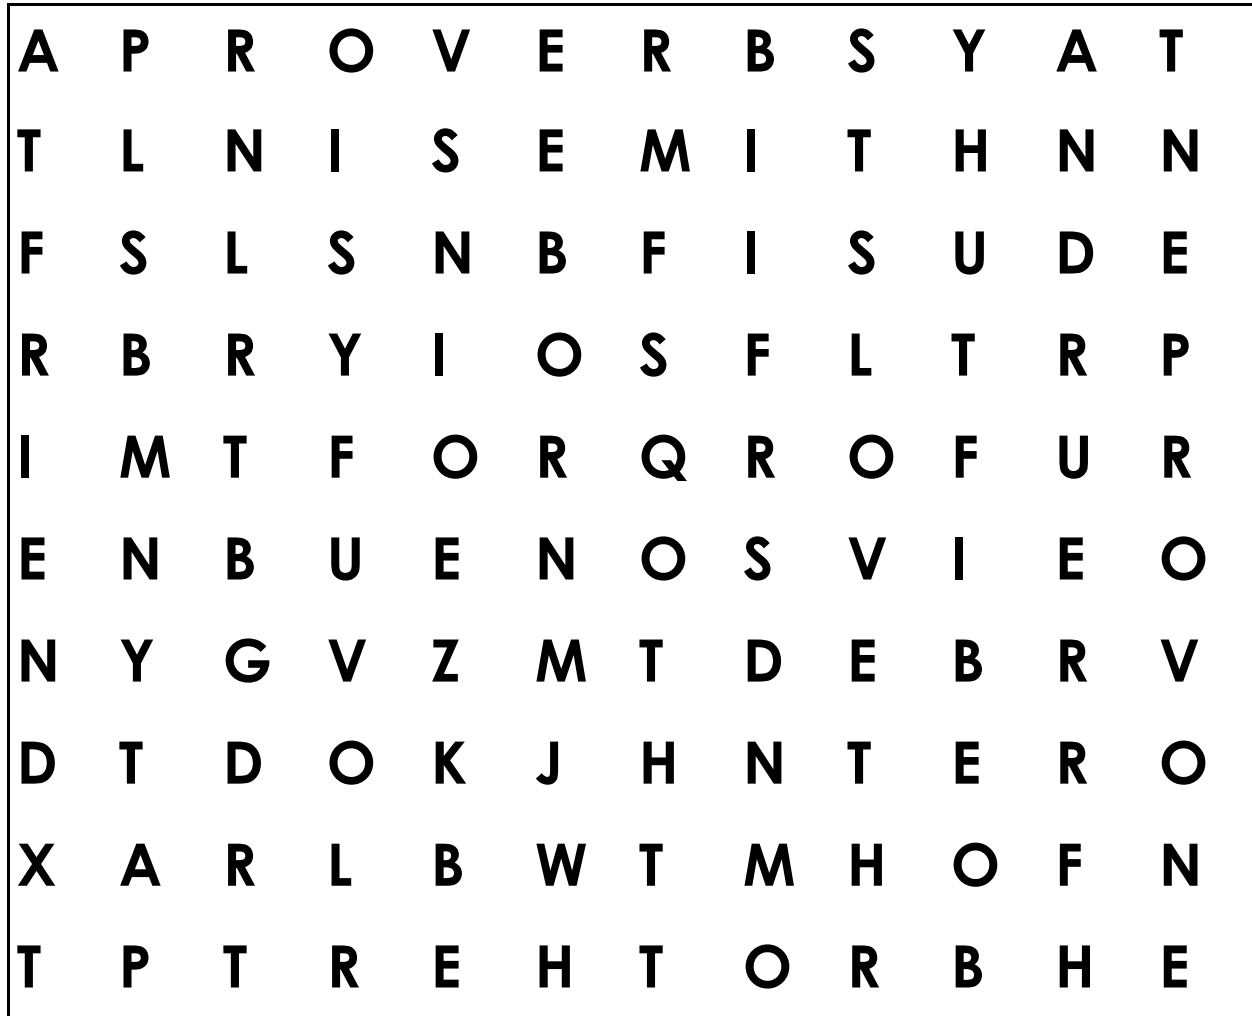 A P R O V E R B S Y A T
T L N I S E M I T H N N
F S L S N B F I S U D E
R B R Y I O S F L T R P
I M T F O R Q R O F U R
E N B U E N O S V I E O
N Y G V Z M T D E B R V
D T D O K J H N T E R O
X A R L B W T M H O F N
T P T R E H T O R B H E